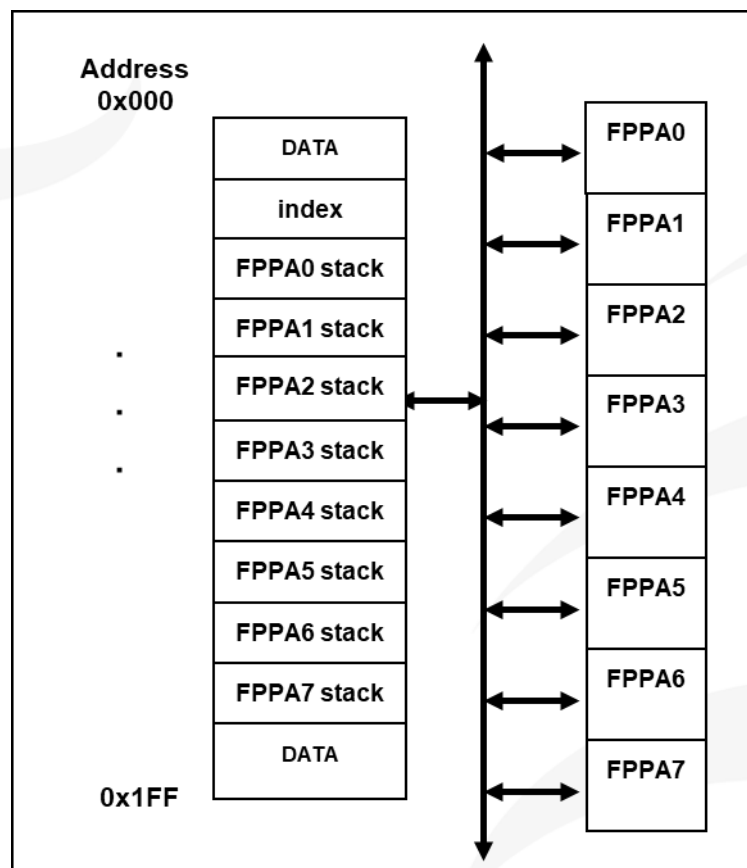 Address
0x000
DATA
index
FPPA0 stack
FPPA1 stack
FPPA2 stack
FPPA3 stack
FPPA4 stack
FPPA5 stack
FPPA6 stack
FPPA7 stack
DATA
0x1FF
FPPA0
FPPA1
FPPA2
FPPA3
FPPA4
FPPA5
FPPA6
FPPA7